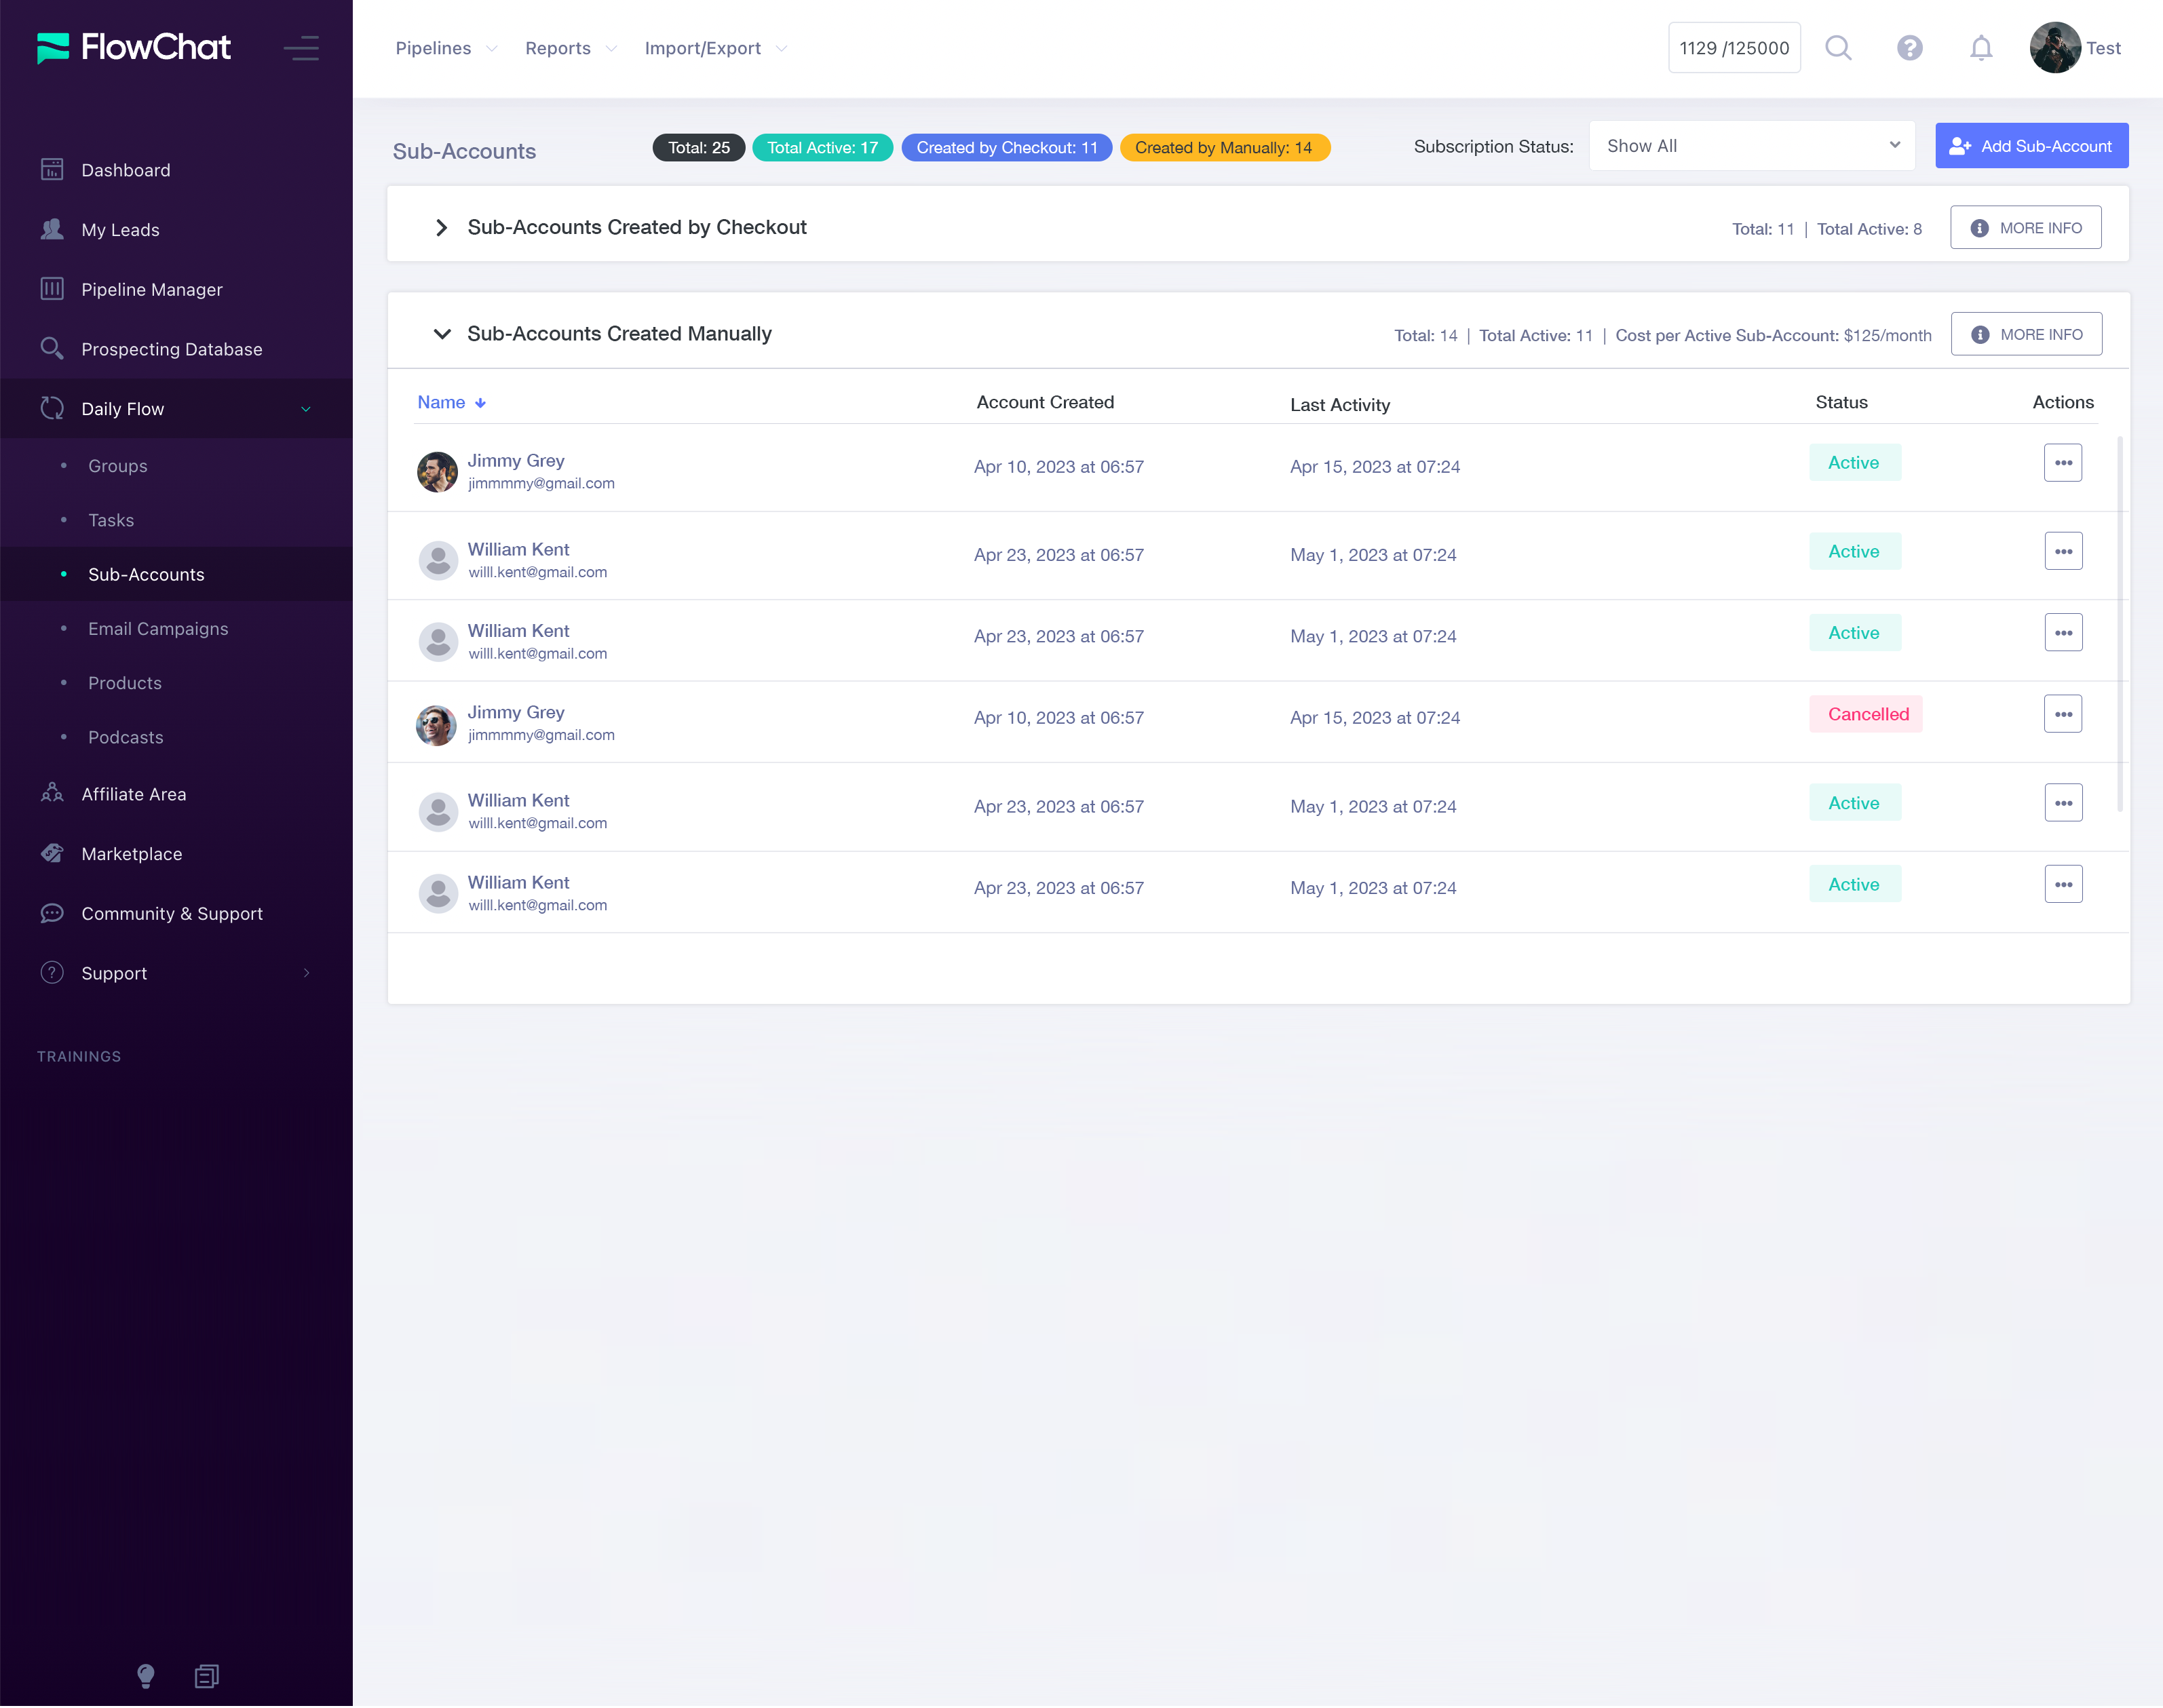 FlowChat
Pipelines
Reports
Import/Export
1129 /125000
Test
Dashboard
My Leads
Pipeline Manager
Prospecting Database
Daily Flow
Groups
Tasks
Sub-Accounts
Email Campaigns
Products
Podcasts
Affiliate Area
Marketplace
Community & Support
Support
TRAININGS
Sub-Accounts
Total: 25
Total Active: 17
Created by Checkout: 11
Created by Manually: 14
Subscription Status:
Show All
Add Sub-Account
Sub-Accounts Created by Checkout
Total: 11 | Total Active: 8
MORE INFO
Sub-Accounts Created Manually
Total: 14 | Total Active: 11 | Cost per Active Sub-Account: $125/month
MORE INFO
Name Account Created Last Activity Status Actions
Jimmy Grey
jimmmmy@gmail.com
Apr 10, 2023 at 06:57
Apr 15, 2023 at 07:24
Active
William Kent
willl.kent@gmail.com
Apr 23, 2023 at 06:57
May 1, 2023 at 07:24
Active
William Kent
willl.kent@gmail.com
Apr 23, 2023 at 06:57
May 1, 2023 at 07:24
Active
Jimmy Grey
jimmmmy@gmail.com
Apr 10, 2023 at 06:57
Apr 15, 2023 at 07:24
Cancelled
William Kent
willl.kent@gmail.com
Apr 23, 2023 at 06:57
May 1, 2023 at 07:24
Active
William Kent
willl.kent@gmail.com
Apr 23, 2023 at 06:57
May 1, 2023 at 07:24
Active